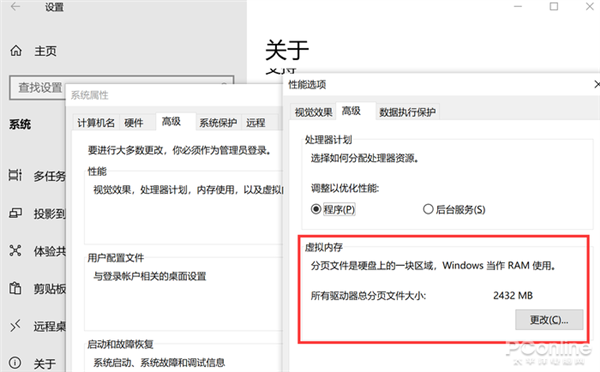 设置
主页
查找设置
系统
多任务
投影到
体验共
剪贴板
远程桌
关于
关于
支持
系统属性
计算机名 硬件 高级 系统保护 远程
要进行大多数更改，你必须作为管理员登录。
性能
视觉效果，处理器计划，内存使用，以及虚拟内
用户配置文件
与登录帐户相关的桌面设置
启动和故障恢复
系统启动、系统故障和调试信息
性能选项
视觉效果 高级 数据执行保护
处理器计划
选择如何分配处理器资源。
调整以优化性能:
程序(P) 后台服务(S)
虚拟内存
分页文件是硬盘上的一块区域，Windows 当作 RAM 使用。
所有驱动器总分页文件大小: 2432 MB
更改(C)...
PConline
太平洋电脑网